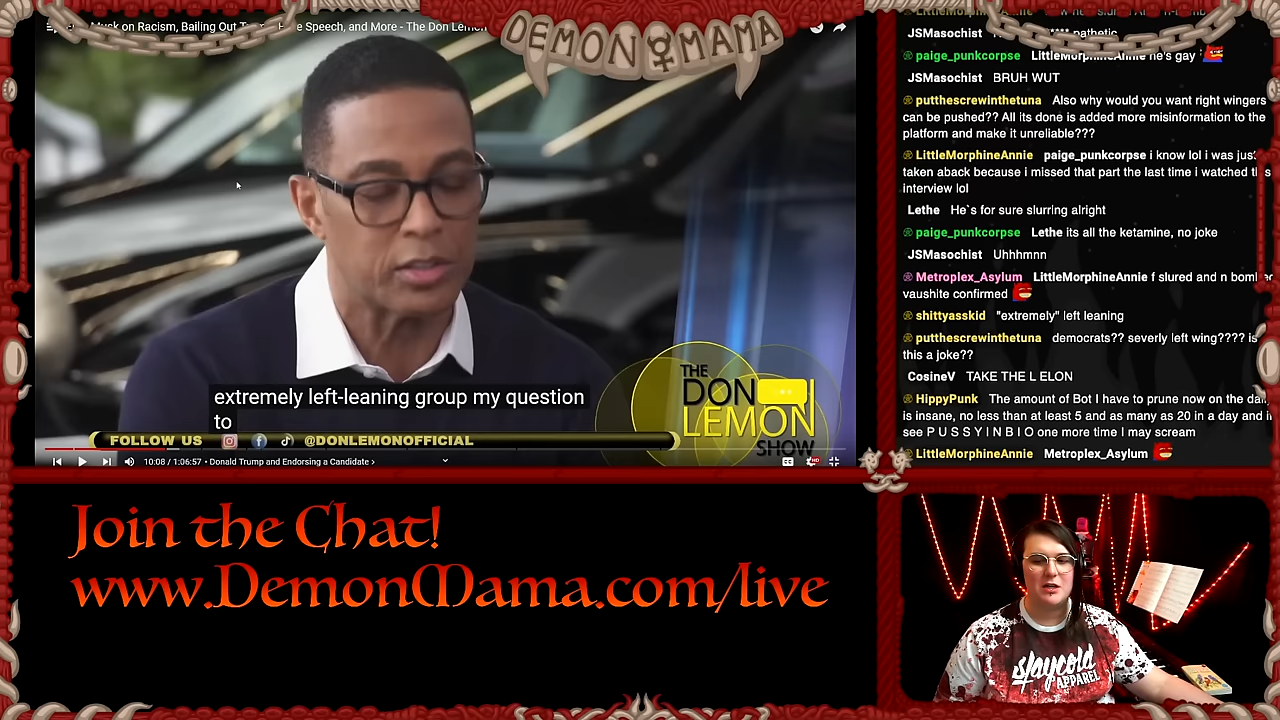 Musk on Racism, Bailing Out Speech, and More - The Don Lemon
DEMON MAMA
extremely left-leaning group my question
to
THE
DON
LEMON
SHOW
FOLLOW US @DONLEMONOFFICIAL
10:08 / 1:06:57 • Donald Trump and Endorsing a Candidate >
HD
JSMasochist pathetic
paige_punkcorpse LittleMorphineAnnie he's gay
JSMasochist BRUH WUT
putthescrewinthetuna Also why would you want right wingers
can be pushed?? All its done is added more misinformation to the
platform and make it unreliable???
LittleMorphineAnnie paige_punkcorpse i know lol i was just
taken aback because i missed that part the last time i watched this
interview lol
Lethe He`s for sure slurring alright
paige_punkcorpse Lethe its all the ketamine, no joke
JSMasochist Uhhhmnn
Metroplex_Asylum LittleMorphineAnnie f slured and n bombed
vaushite confirmed
shittyasskid "extremely" left leaning
putthescrewinthetuna democrats?? severly left wing???? is
this a joke??
CosineV TAKE THE L ELON
HippyPunk The amount of Bot I have to prune now on the daily
is insane, no less than at least 5 and as many as 20 in a day and if I
see P U S S Y I N B I O one more time I may scream
LittleMorphineAnnie Metroplex_Asylum
Join the Chat!
www.DemonMama.com/live
staycold
APPAREL